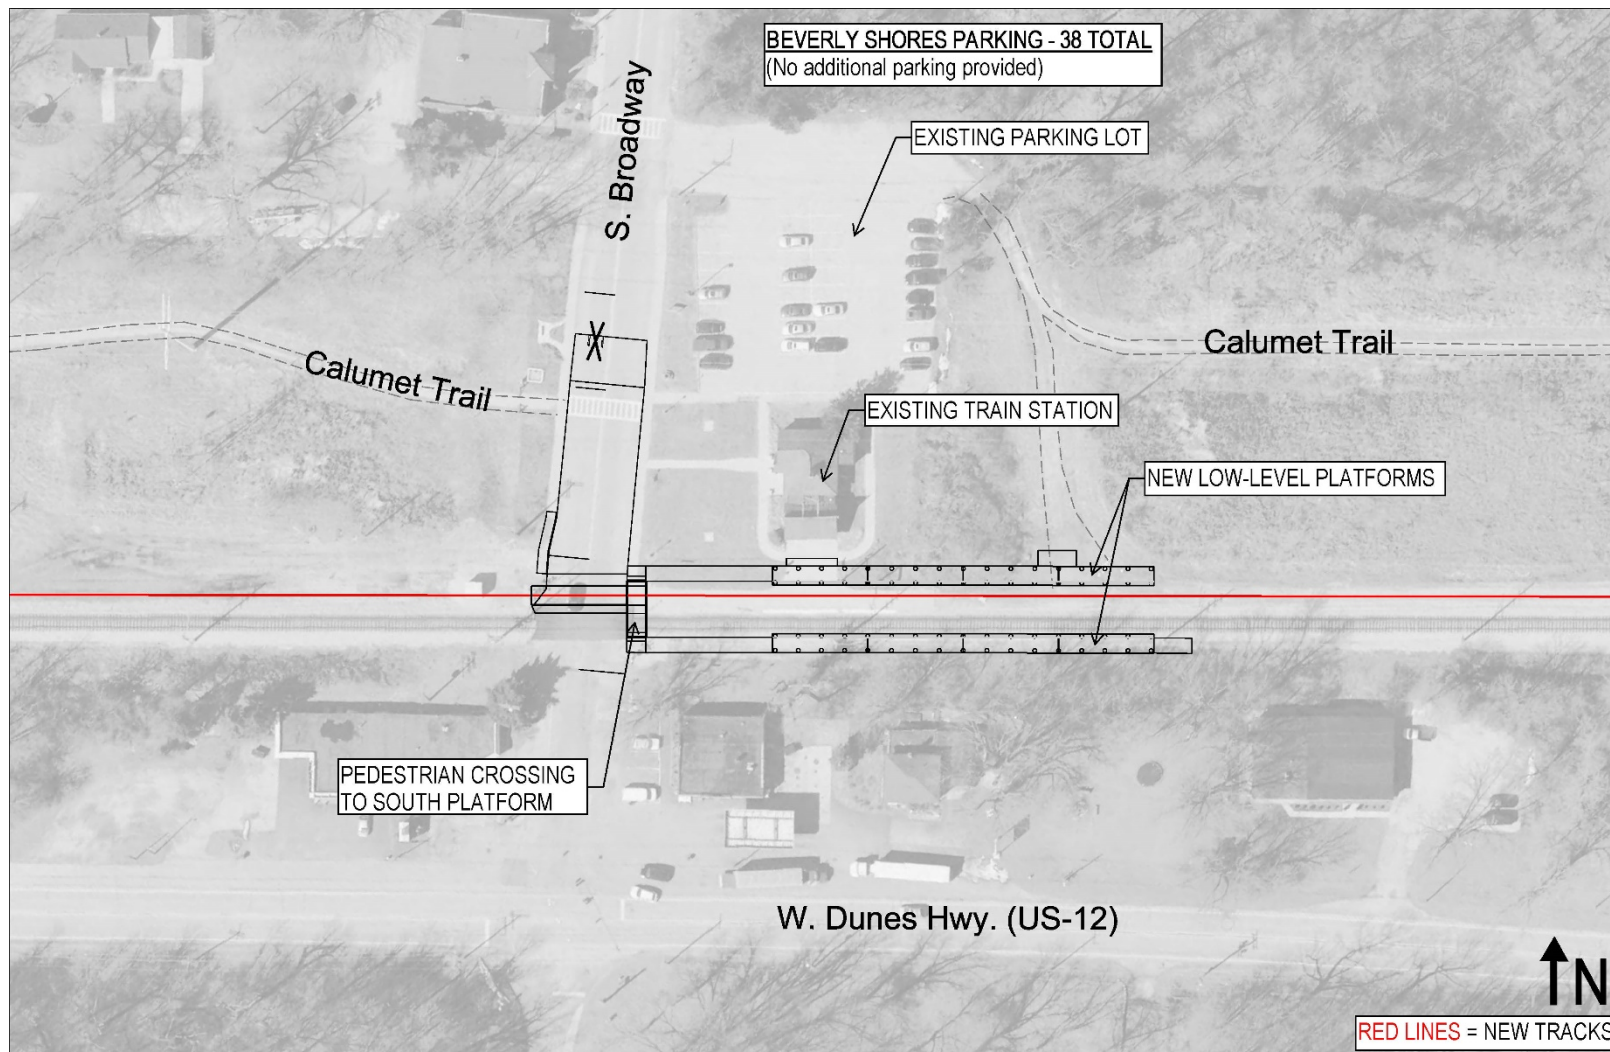 BEVERLY SHORES PARKING - 38 TOTAL
(No additional parking provided)
EXISTING PARKING LOT
S. Broadway
Calumet Trail
Calumet Trail
EXISTING TRAIN STATION
NEW LOW-LEVEL PLATFORMS
PEDESTRIAN CROSSING
TO SOUTH PLATFORM
W. Dunes Hwy. (US-12)
N
RED LINES = NEW TRACKS